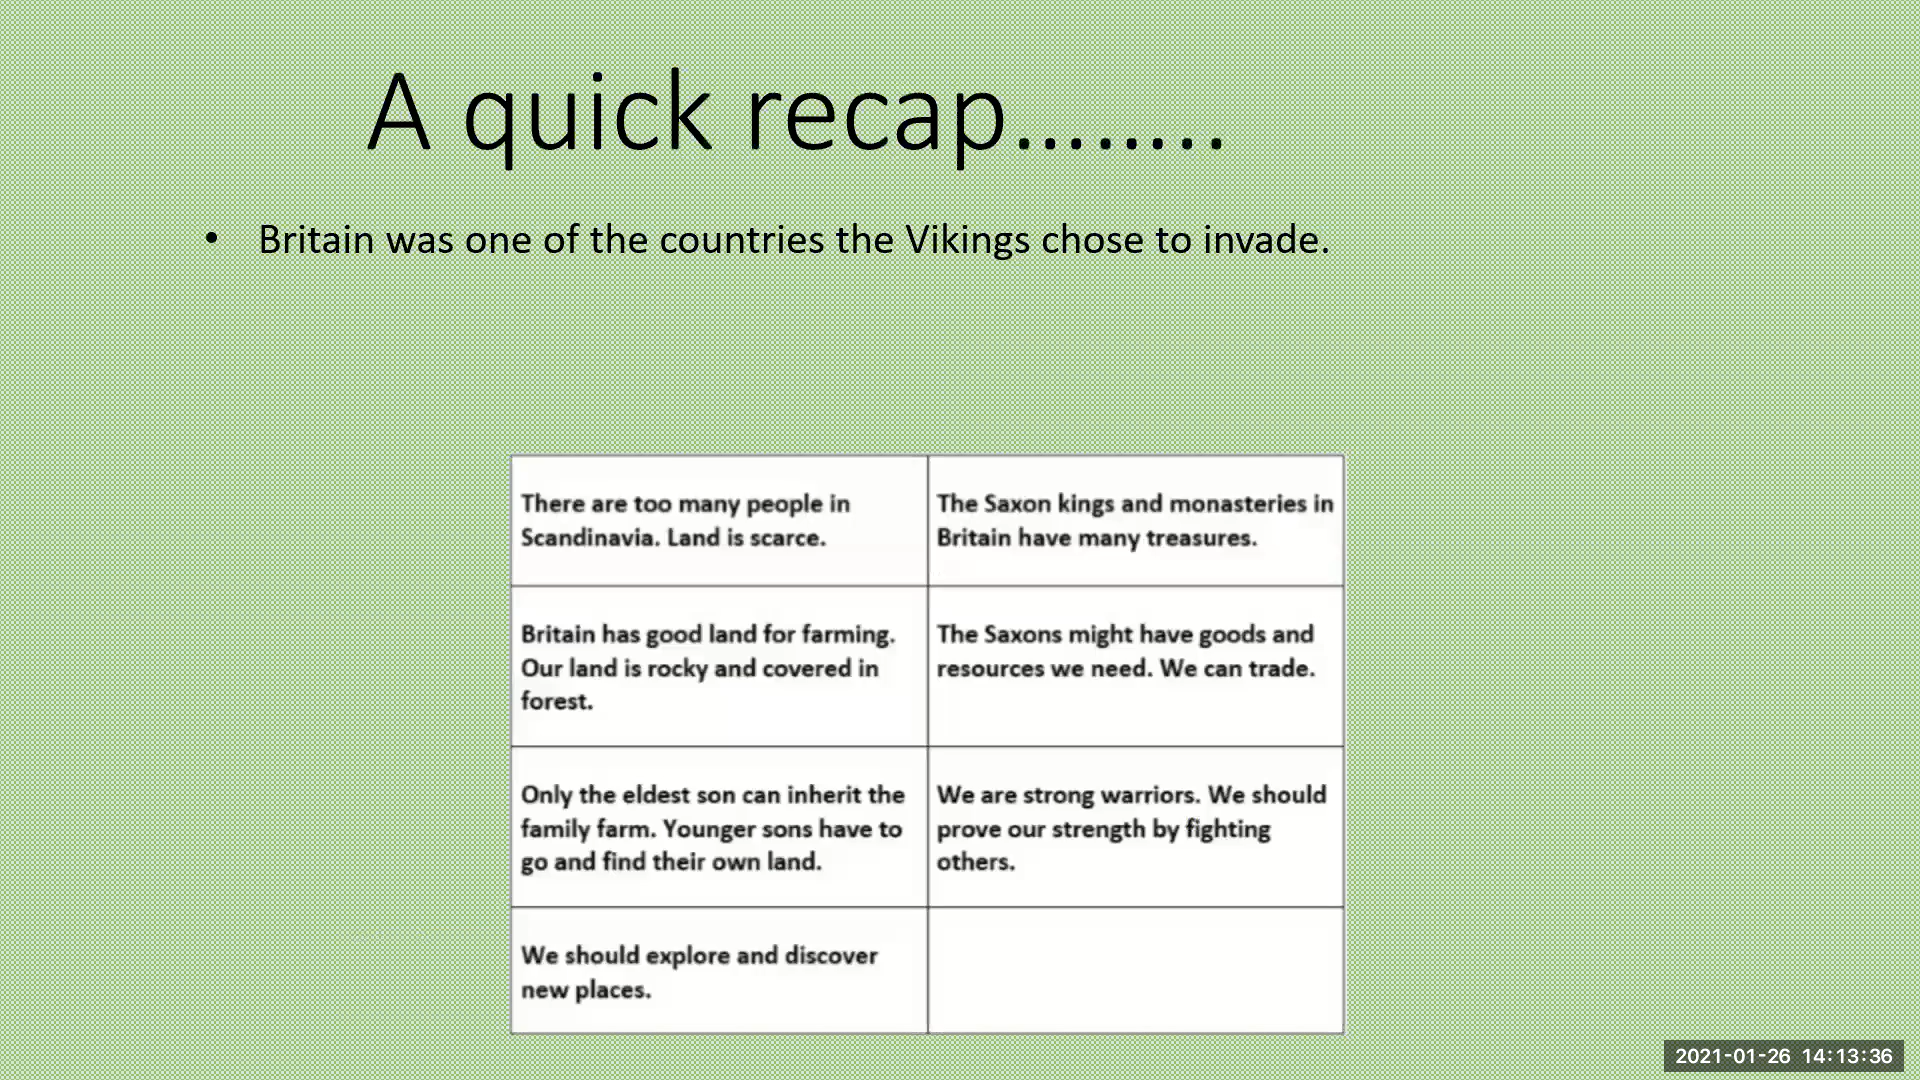 A quick recap........
• Britain was one of the countries the Vikings chose to invade.
There are too many people in
Scandinavia. Land is scarce.
The Saxon kings and monasteries in
Britain have many treasures.
Britain has good land for farming.
Our land is rocky and covered in
forest.
The Saxons might have goods and
resources we need. We can trade.
Only the eldest son can inherit the
family farm. Younger sons have to
go and find their own land.
We are strong warriors. We should
prove our strength by fighting
others.
We should explore and discover
new places.
2021-01-26 14:13:36